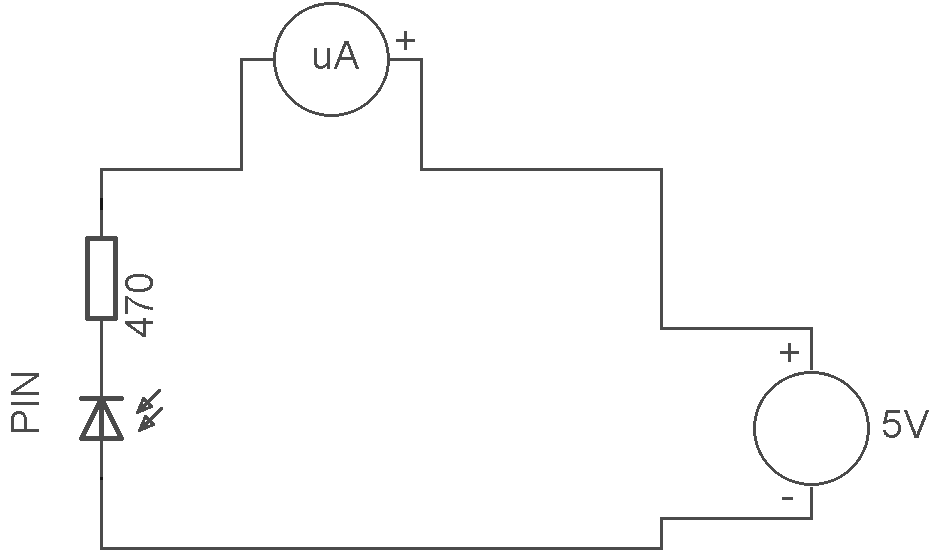 uA
+
470
PIN
+
5V
-